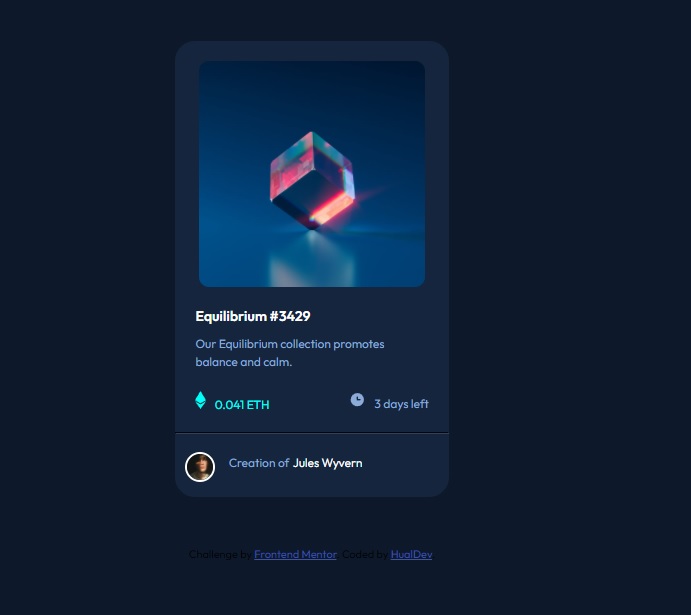 Equilibrium #3429
Our Equilibrium collection promotes
balance and calm.
0.041 ETH 3 days left
Creation of Jules Wyvern
Challenge by Frontend Mentor. Coded by HualDev.